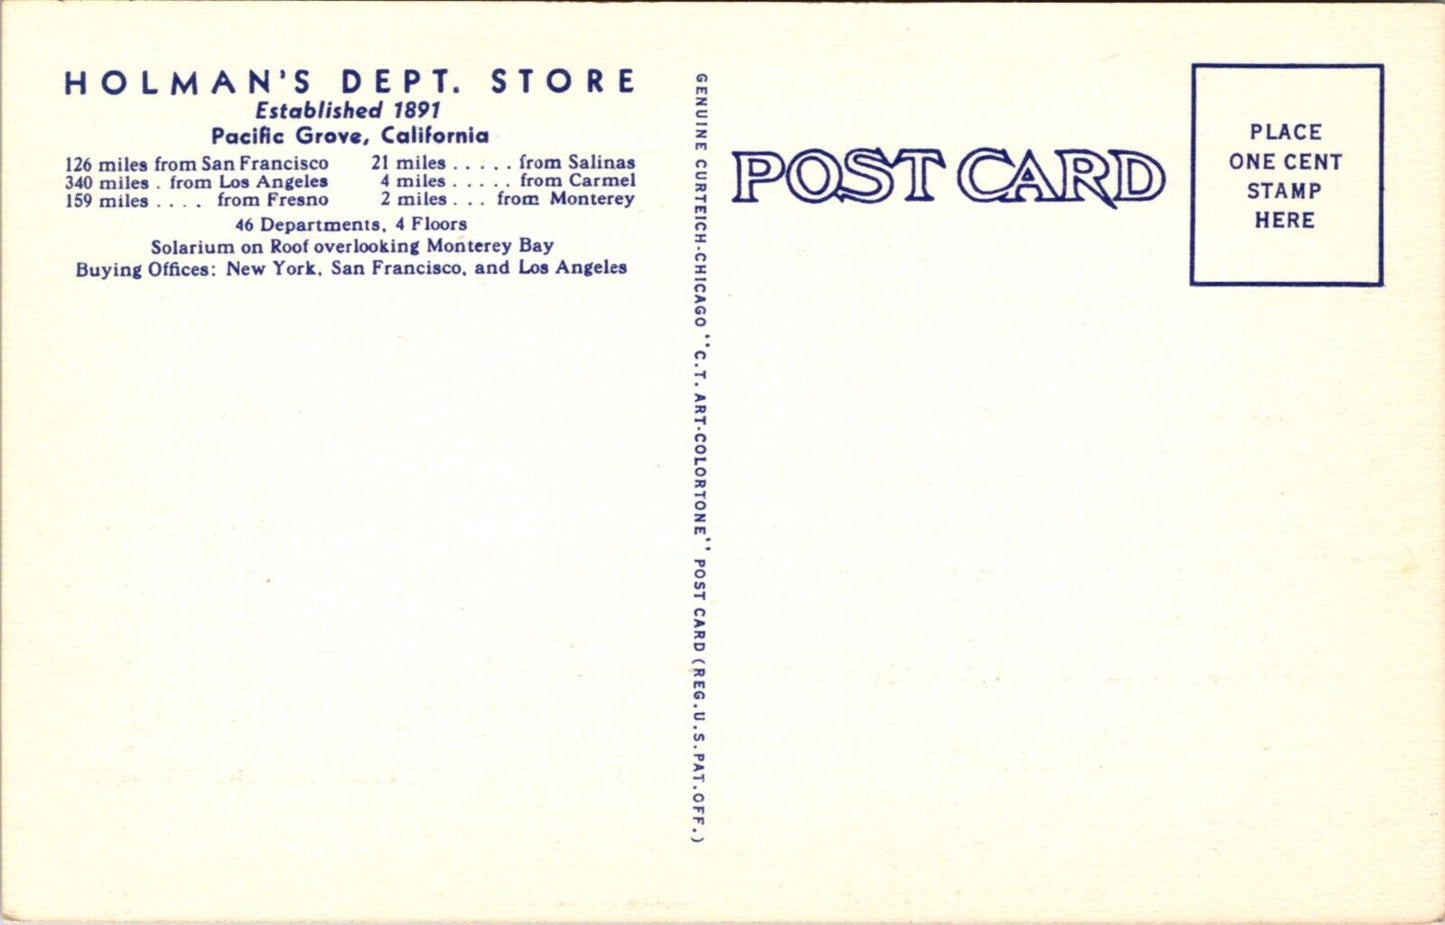 HOLMAN'S DEPT. STORE
Established 1891
Pacific Grove, California
126 miles from San Francisco 21 miles . . . . . from Salinas
340 miles . from Los Angeles 4 miles . . . . . from Carmel
159 miles . . . . from Fresno 2 miles . . . from Monterey
46 Departments, 4 Floors
Solarium on Roof overlooking Monterey Bay
Buying Offices: New York, San Francisco, and Los Angeles
GENUINE CURTEICH-CHICAGO "C.T. ART-COLORTONE" POST CARD (REG.U.S.PAT.OFF.)
POST CARD
PLACE
ONE CENT
STAMP
HERE